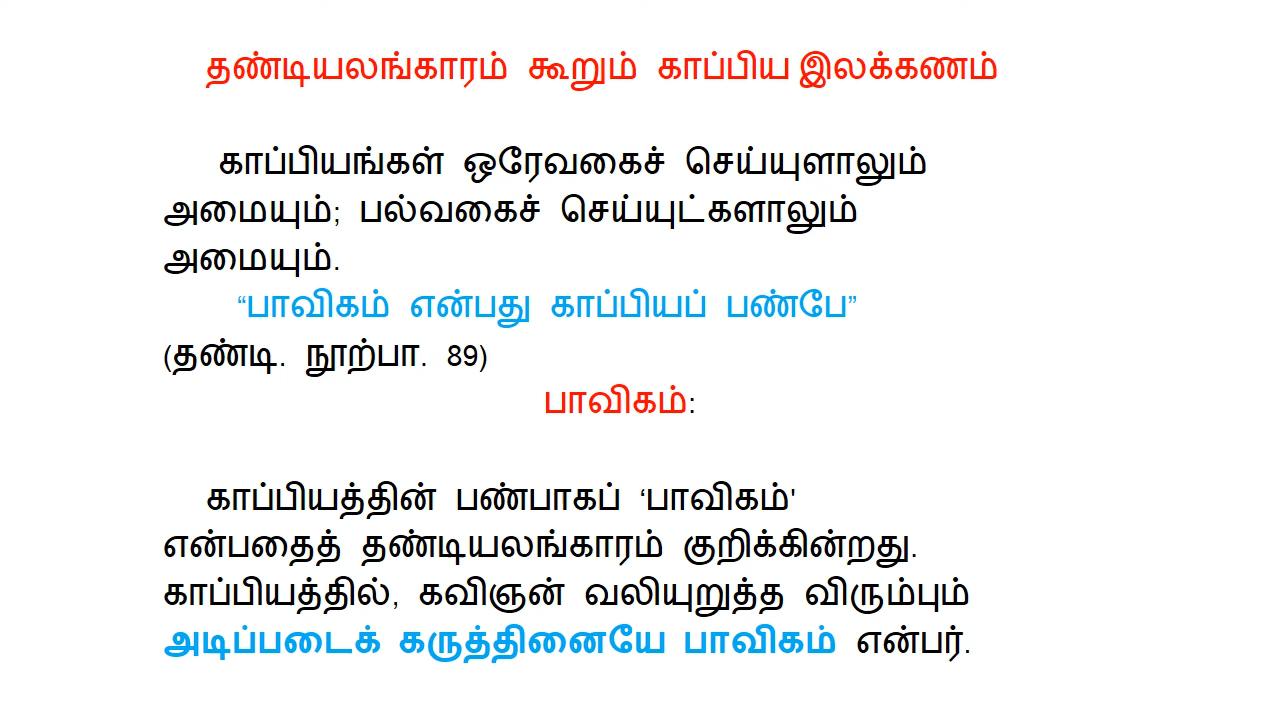 தண்டியலங்காரம் கூறும் காப்பிய இலக்கணம்
காப்பியங்கள் ஒரேவகைச் செய்யுளாலும்
அமையும்; பல்வகைச் செய்யுட்களாலும்
அமையும்.
“பாவிகம் என்பது காப்பியப் பண்பே”
(தண்டி. நூற்பா. 89)
பாவிகம்:
காப்பியத்தின் பண்பாகப் ‘பாவிகம்'
என்பதைத் தண்டியலங்காரம் குறிக்கின்றது.
காப்பியத்தில், கவிஞன் வலியுறுத்த விரும்பும்
அடிப்படைக் கருத்தினையே பாவிகம் என்பர்.